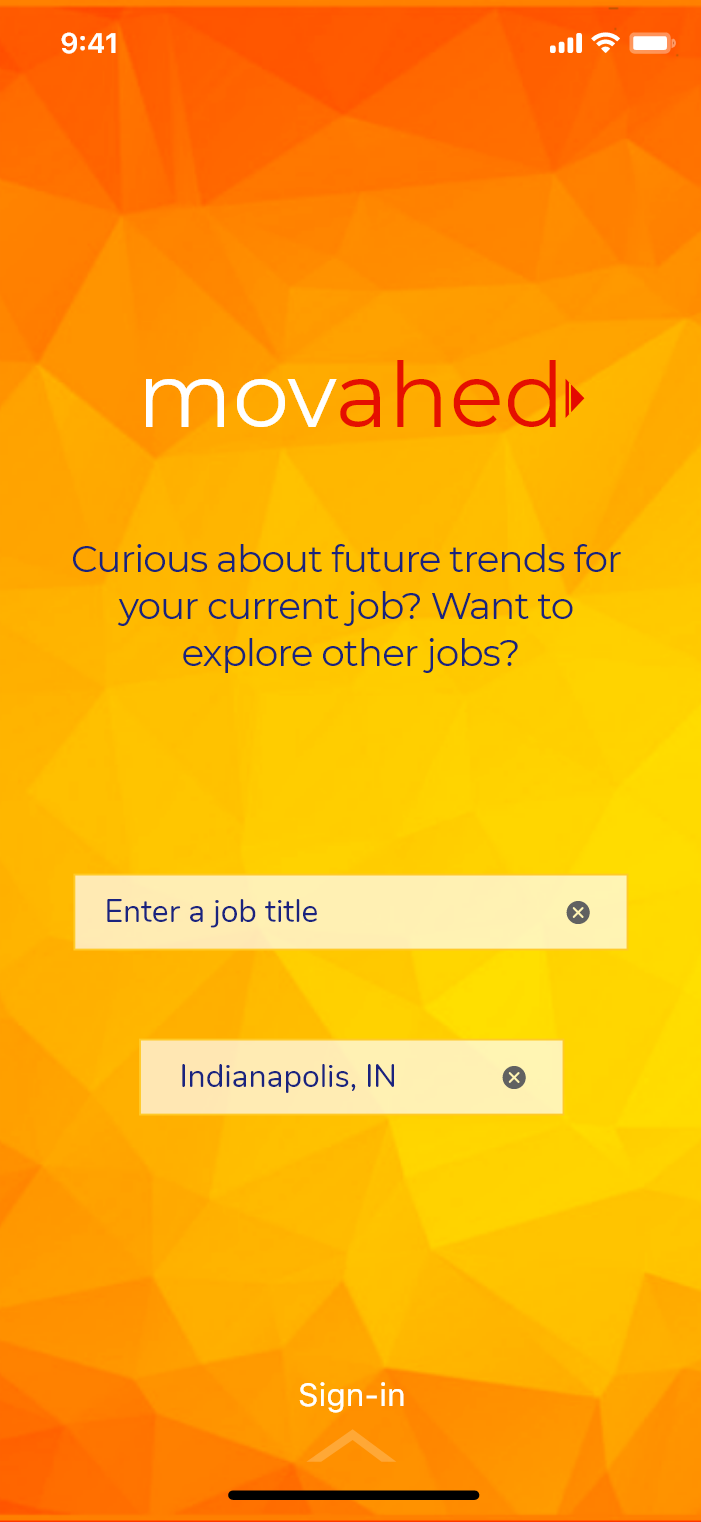 9:41
movahed
Curious about future trends for
your current job? Want to
explore other jobs?
Enter a job title
Indianapolis, IN
Sign-in